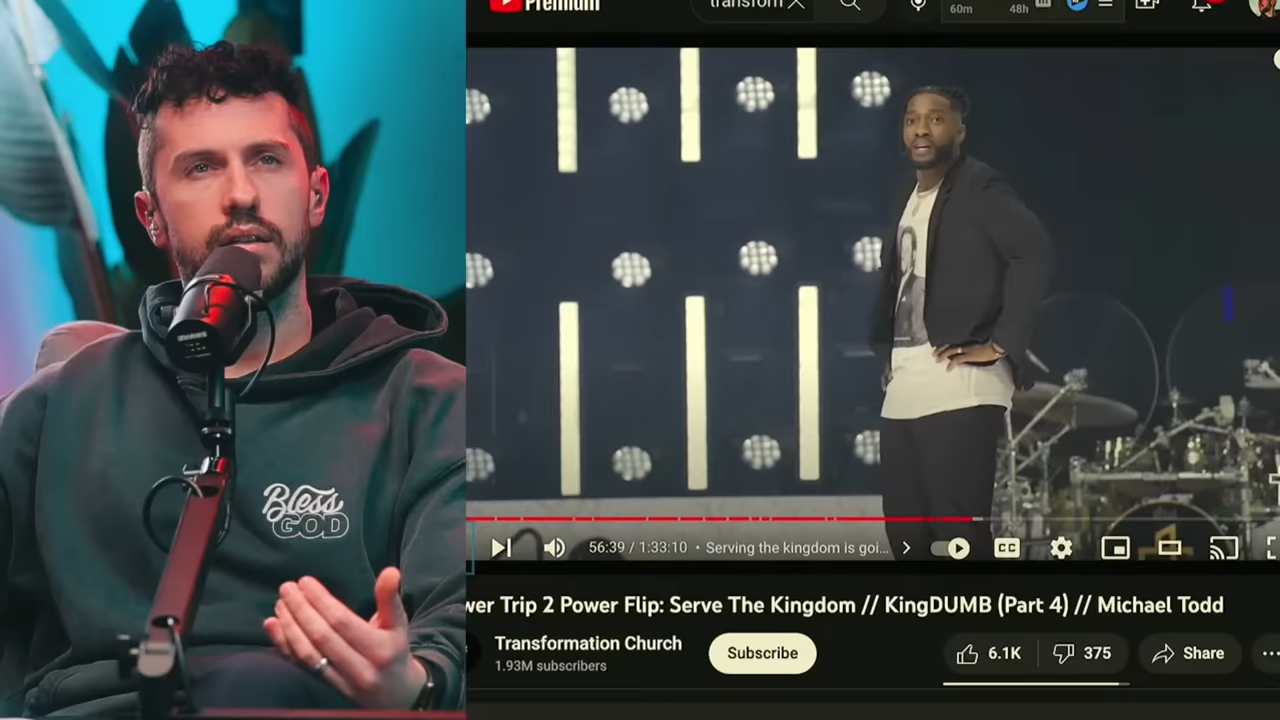 Premium
transform
60m
48h
Bless
GOD
56:39 / 1:33:10 • Serving the kingdom is goi...
CC
wer Trip 2 Power Flip: Serve The Kingdom // KingDUMB (Part 4) // Michael Todd
Transformation Church
1.93M subscribers
Subscribe
6.1K
375
Share